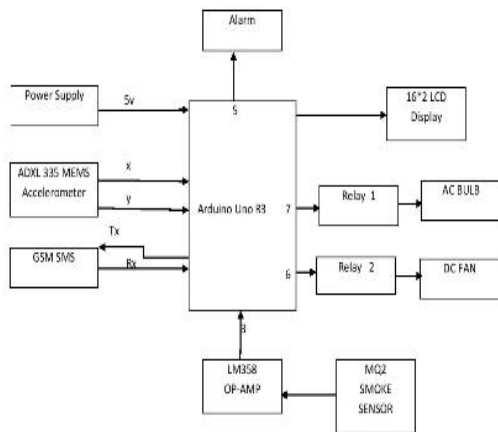 Alarm
Power Supply
5v
5
16*2 LCD
Display
ADXL 335 MEMS
Accelerometer
x
y
Arduino Uno R3
7
Relay 1
AC BULB
Tx
GSM SMS
Rx
6
Relay 2
DC FAN
3
LM358
OP-AMP
MQ2
SMOKE
SENSOR